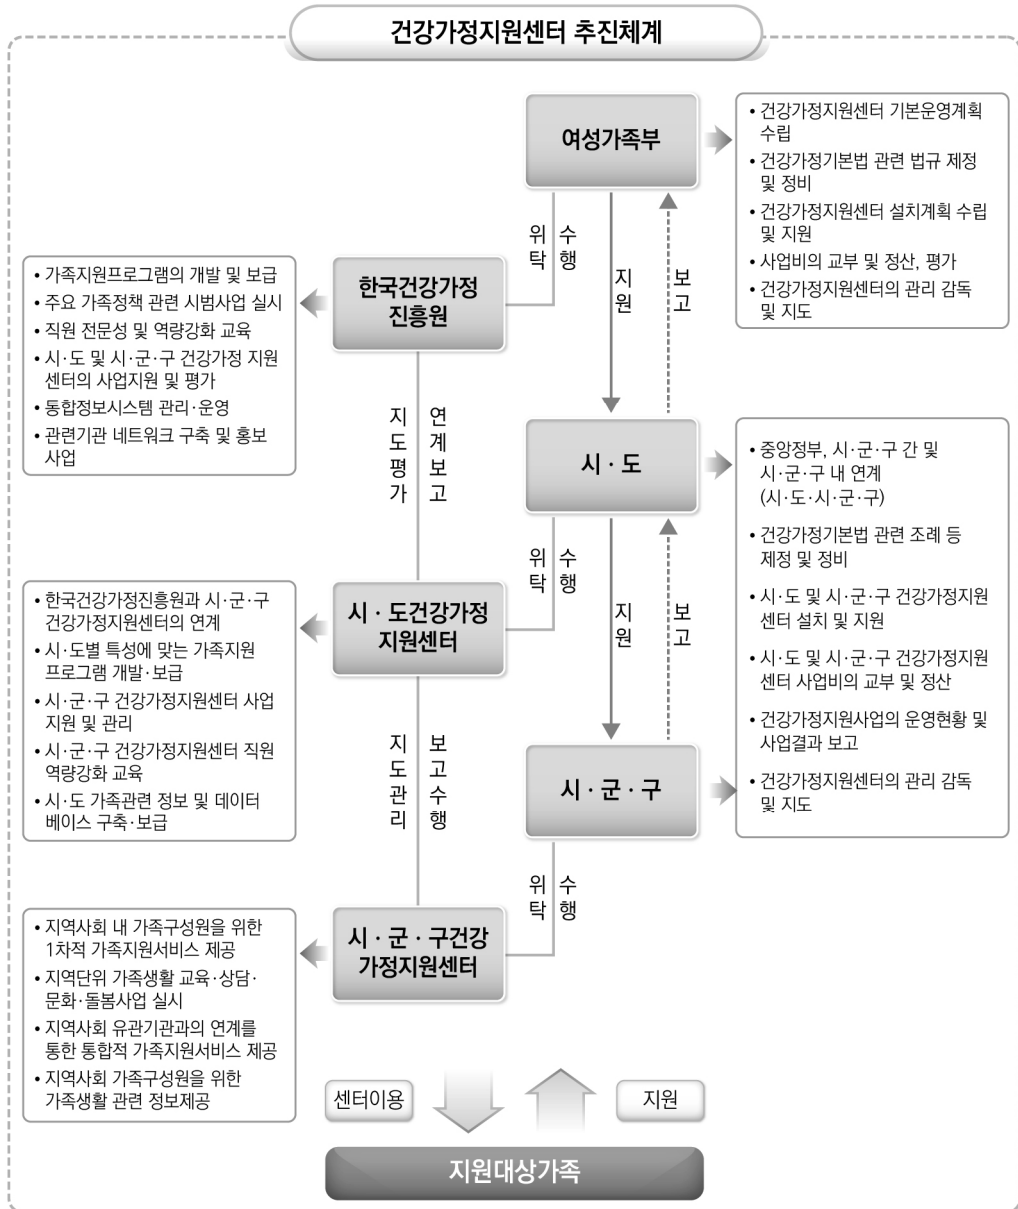 건강가정지원센터 추진체계
여성가족부
• 건강가정지원센터 기본운영계획
수립
• 건강가정기본법 관련 법규 제정
및 정비
• 건강가정지원센터 설치계획 수립
및 지원
• 사업비의 교부 및 정산, 평가
• 건강가정지원센터의 관리 감독
및 지도
위탁
수행
지원
보고
한국건강가정
진흥원
• 가족지원프로그램의 개발 및 보급
• 주요 가족정책 관련 시범사업 실시
• 직원 전문성 및 역량강화 교육
• 시·도 및 시·군·구 건강가정 지원
센터의 사업지원 및 평가
• 통합정보시스템 관리·운영
• 관련기관 네트워크 구축 및 홍보
사업
지도평가
연계보고
시 · 도
• 중앙정부, 시·군·구 간 및
시·군·구 내 연계
(시·도·시·군·구)
• 건강가정기본법 관련 조례 등
제정 및 정비
• 시·도 및 시·군·구 건강가정지원
센터 설치 및 지원
• 시·도 및 시·군·구 건강가정지원
센터 사업비의 교부 및 정산
• 건강가정지원사업의 운영현황 및
사업결과 보고
• 건강가정지원센터의 관리 감독
및 지도
위탁
수행
지원
보고
시 · 도건강가정
지원센터
• 한국건강가정진흥원과 시·군·구
건강가정지원센터의 연계
• 시·도별 특성에 맞는 가족지원
프로그램 개발·보급
• 시·군·구 건강가정지원센터 사업
지원 및 관리
• 시·군·구 건강가정지원센터 직원
역량강화 교육
• 시·도 가족관련 정보 및 데이터
베이스 구축·보급
지도관리
보고수행
시 · 군 · 구
위탁
수행
시 · 군 · 구건강
가정지원센터
• 지역사회 내 가족구성원을 위한
1차적 가족지원서비스 제공
• 지역단위 가족생활 교육·상담·
문화·돌봄사업 실시
• 지역사회 유관기관과의 연계를
통한 통합적 가족지원서비스 제공
• 지역사회 가족구성원을 위한
가족생활 관련 정보제공
센터이용
지원
지원대상가족